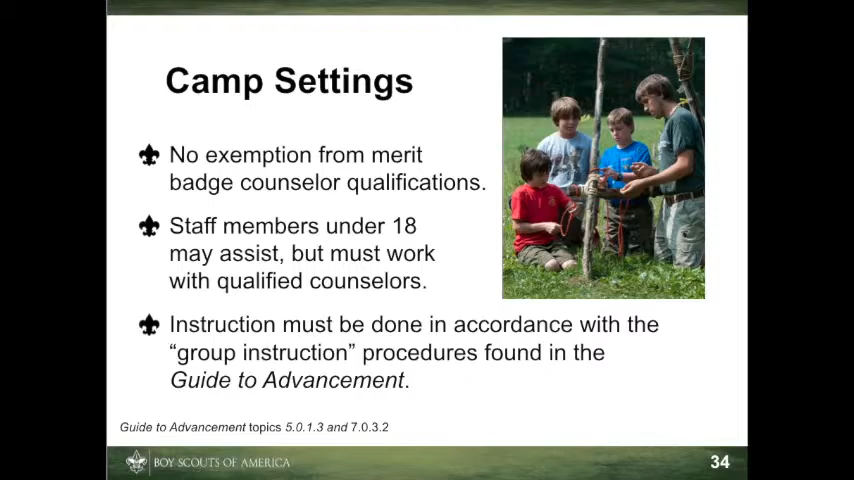 Camp Settings
No exemption from merit
badge counselor qualifications.
Staff members under 18
may assist, but must work
with qualified counselors.
Instruction must be done in accordance with the
“group instruction” procedures found in the
Guide to Advancement.
Guide to Advancement topics 5.0.1.3 and 7.0.3.2
BOY SCOUTS OF AMERICA
34